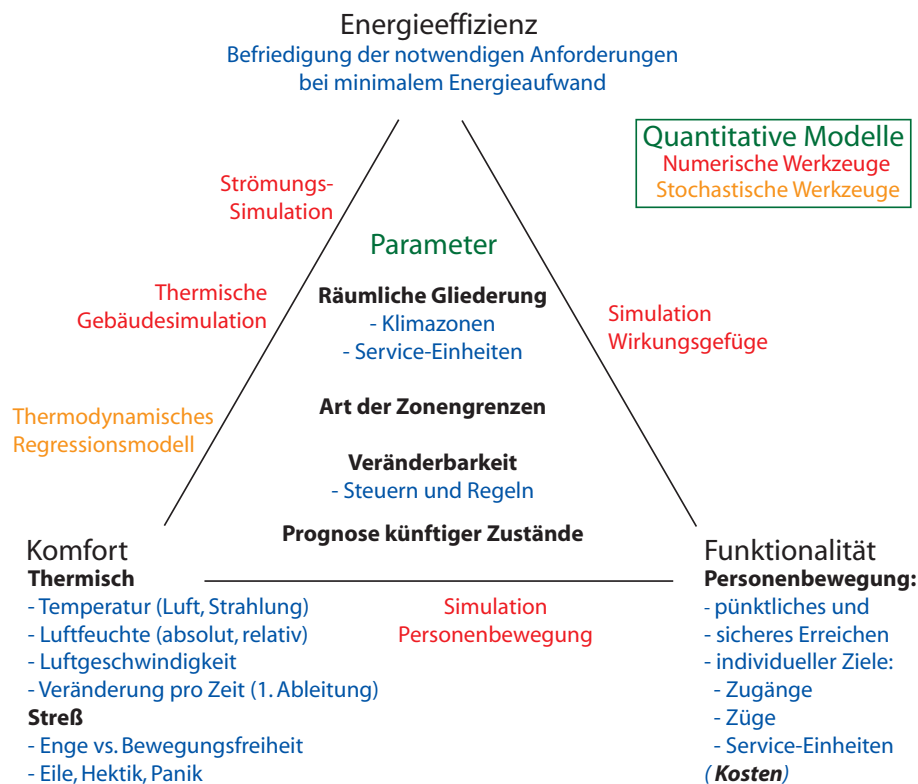 Energieeffizienz
Befriedigung der notwendigen Anforderungen
bei minimalem Energieaufwand
Quantitative Modelle
Numerische Werkzeuge
Stochastische Werkzeuge
Strömungs-
Simulation
Thermische
Gebäudesimulation
Thermodynamisches
Regressionsmodell
Parameter
Räumliche Gliederung
- Klimazonen
- Service-Einheiten
Art der Zonengrenzen
Veränderbarkeit
- Steuern und Regeln
Prognose künftiger Zustände
Simulation
Wirkungsgefüge
Komfort
Thermisch
- Temperatur (Luft, Strahlung)
- Luftfeuchte (absolut, relativ)
- Luftgeschwindigkeit
- Veränderung pro Zeit (1. Ableitung)
Streß
- Enge vs. Bewegungsfreiheit
- Eile, Hektik, Panik
Simulation
Personenbewegung
Funktionalität
Personenbewegung:
- pünktliches und
- sicheres Erreichen
- individueller Ziele:
- Zugänge
- Züge
- Service-Einheiten
(Kosten)